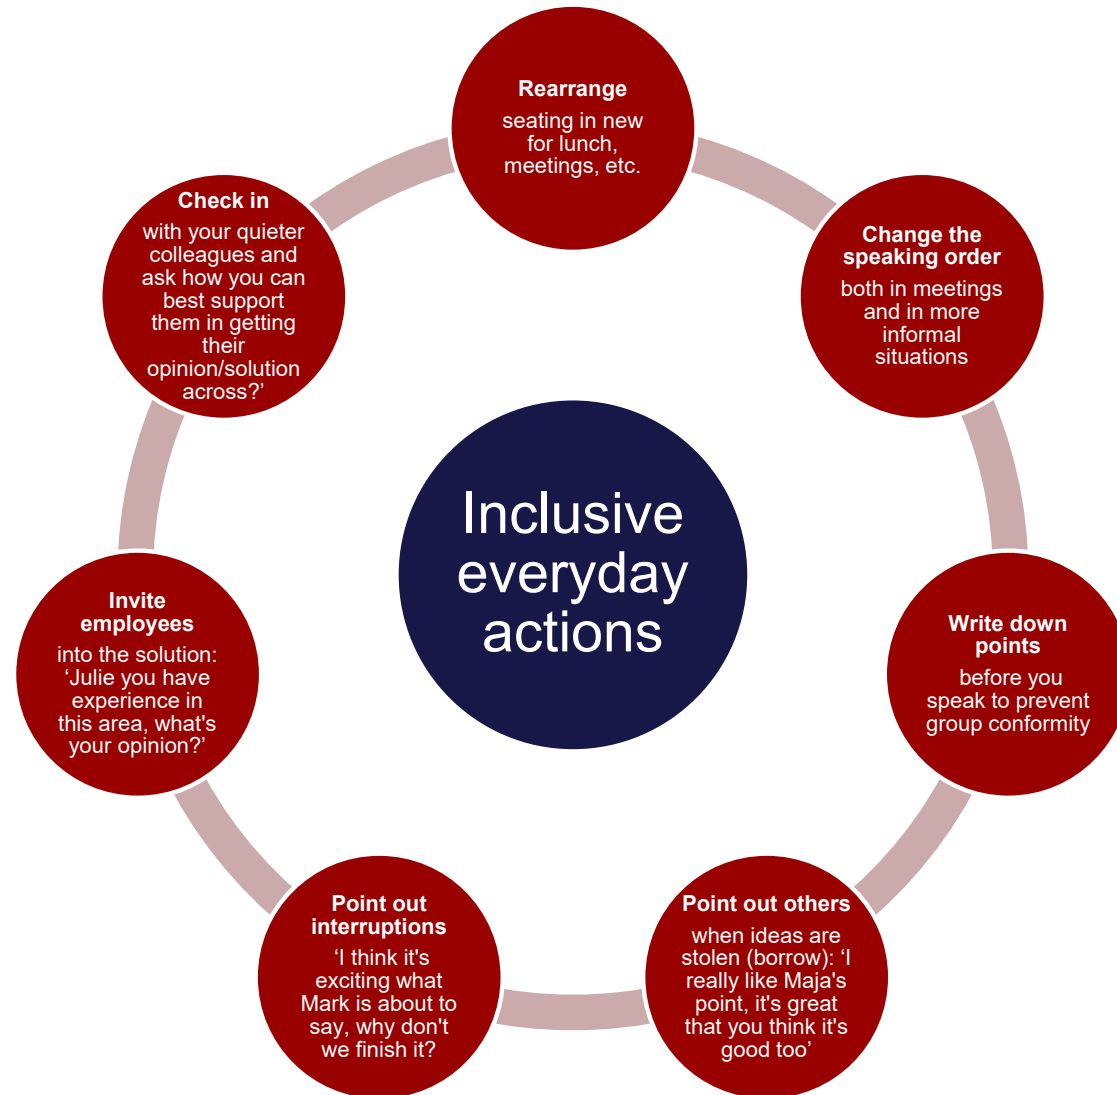 Rearrange
seating in new
for lunch,
meetings, etc.
Change the
speaking order
both in meetings
and in more
informal
situations
Write down
points
before you
speak to prevent
group conformity
Point out others
when ideas are
stolen (borrow): ‘I
really like Maja's
point, it's great
that you think it's
good too’
Point out
interruptions
‘I think it's
exciting what
Mark is about to
say, why don't
we finish it?
Invite
employees
into the solution:
‘Julie you have
experience in
this area, what's
your opinion?’
Check in
with your quieter
colleagues and
ask how you can
best support
them in getting
their
opinion/solution
across?’
Inclusive
everyday
actions